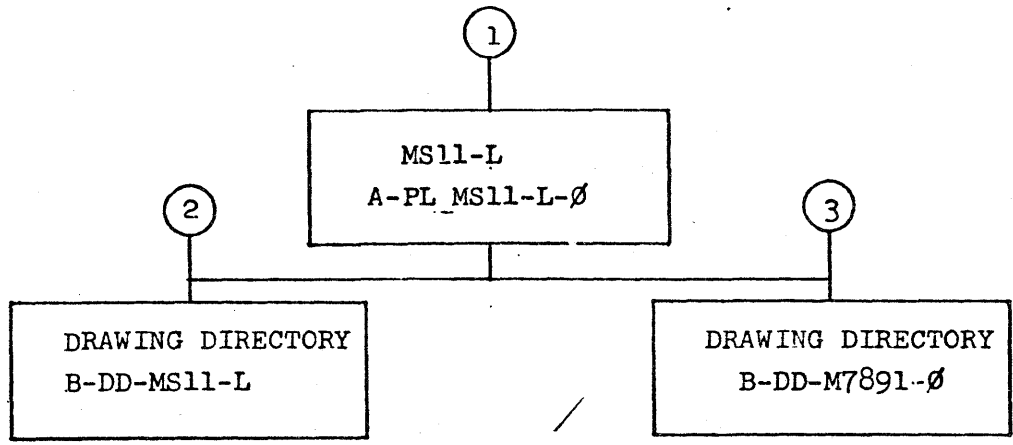 1
MS11-L
A-PL MS11-L-Ø
2
3
DRAWING DIRECTORY
B-DD-MS11-L
DRAWING DIRECTORY
B-DD-M7891-Ø